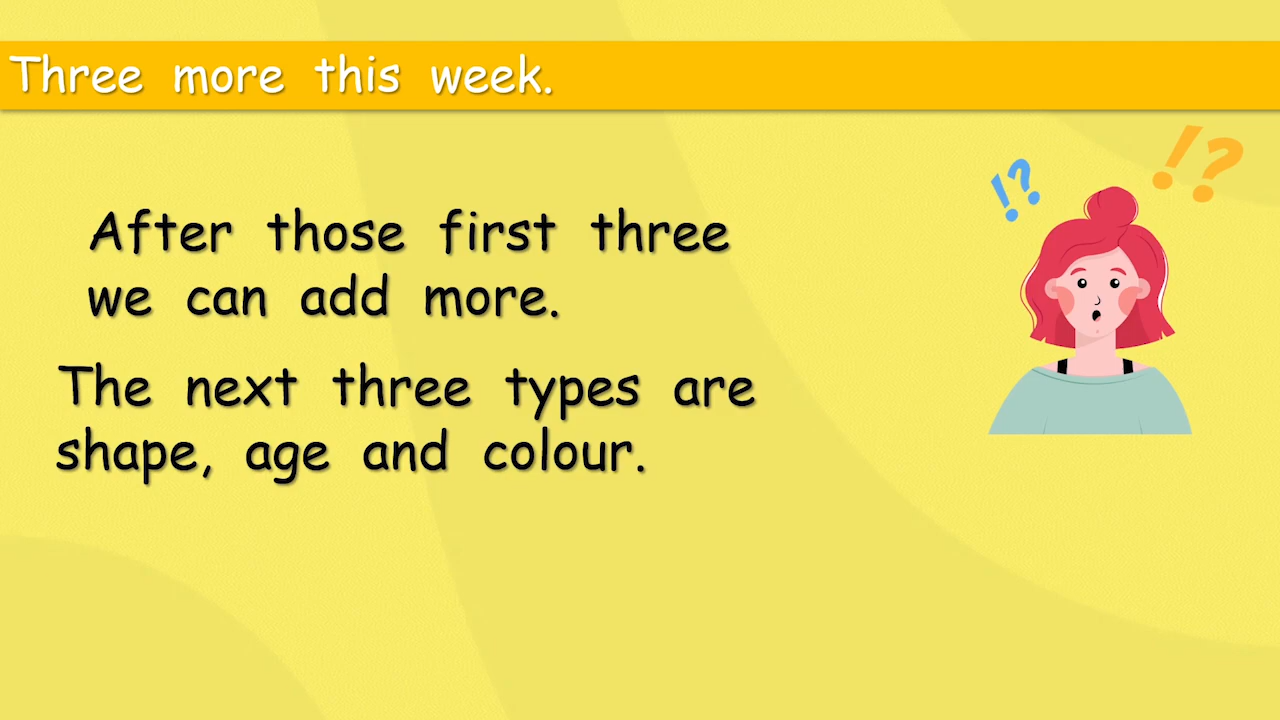 Three more this week.
!?
!?
After those first three
we can add more.
The next three types are
shape, age and colour.